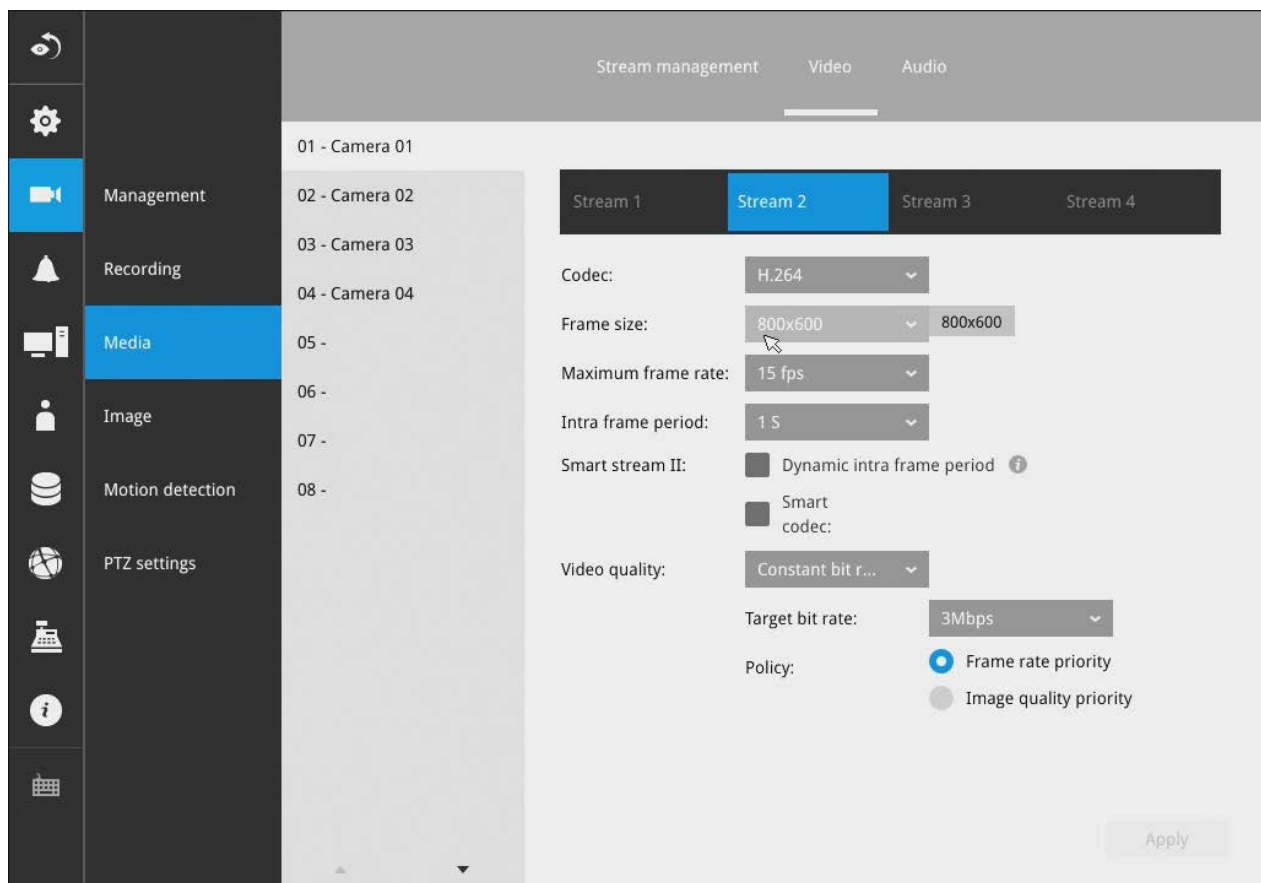 Stream management Video Audio
Management
Recording
Media
Image
Motion detection
PTZ settings
01 - Camera 01
02 - Camera 02
03 - Camera 03
04 - Camera 04
05 -
06 -
07 -
08 -
Stream 1 Stream 2 Stream 3 Stream 4
Codec: H.264
Frame size: 800x600 800x600
Maximum frame rate: 15 fps
Intra frame period: 1 S
Smart stream II: Dynamic intra frame period i
Smart
codec:
Video quality: Constant bit r...
Target bit rate: 3Mbps
Policy: Frame rate priority
Image quality priority
Apply